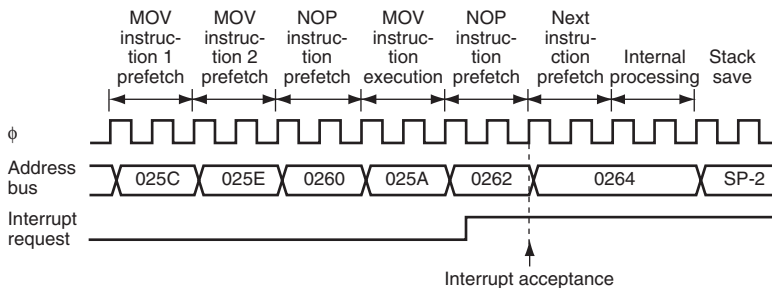 MOV
instruc-
tion 1
prefetch
MOV
instruc-
tion 2
prefetch
NOP
instruc-
tion
prefetch
MOV
instruc-
tion
execution
NOP
instruc-
tion
prefetch
Next
instru-
ction
prefetch
Internal
processing
Stack
save
φ
Address
bus
025C
025E
0260
025A
0262
0264
SP-2
Interrupt
request
Interrupt acceptance